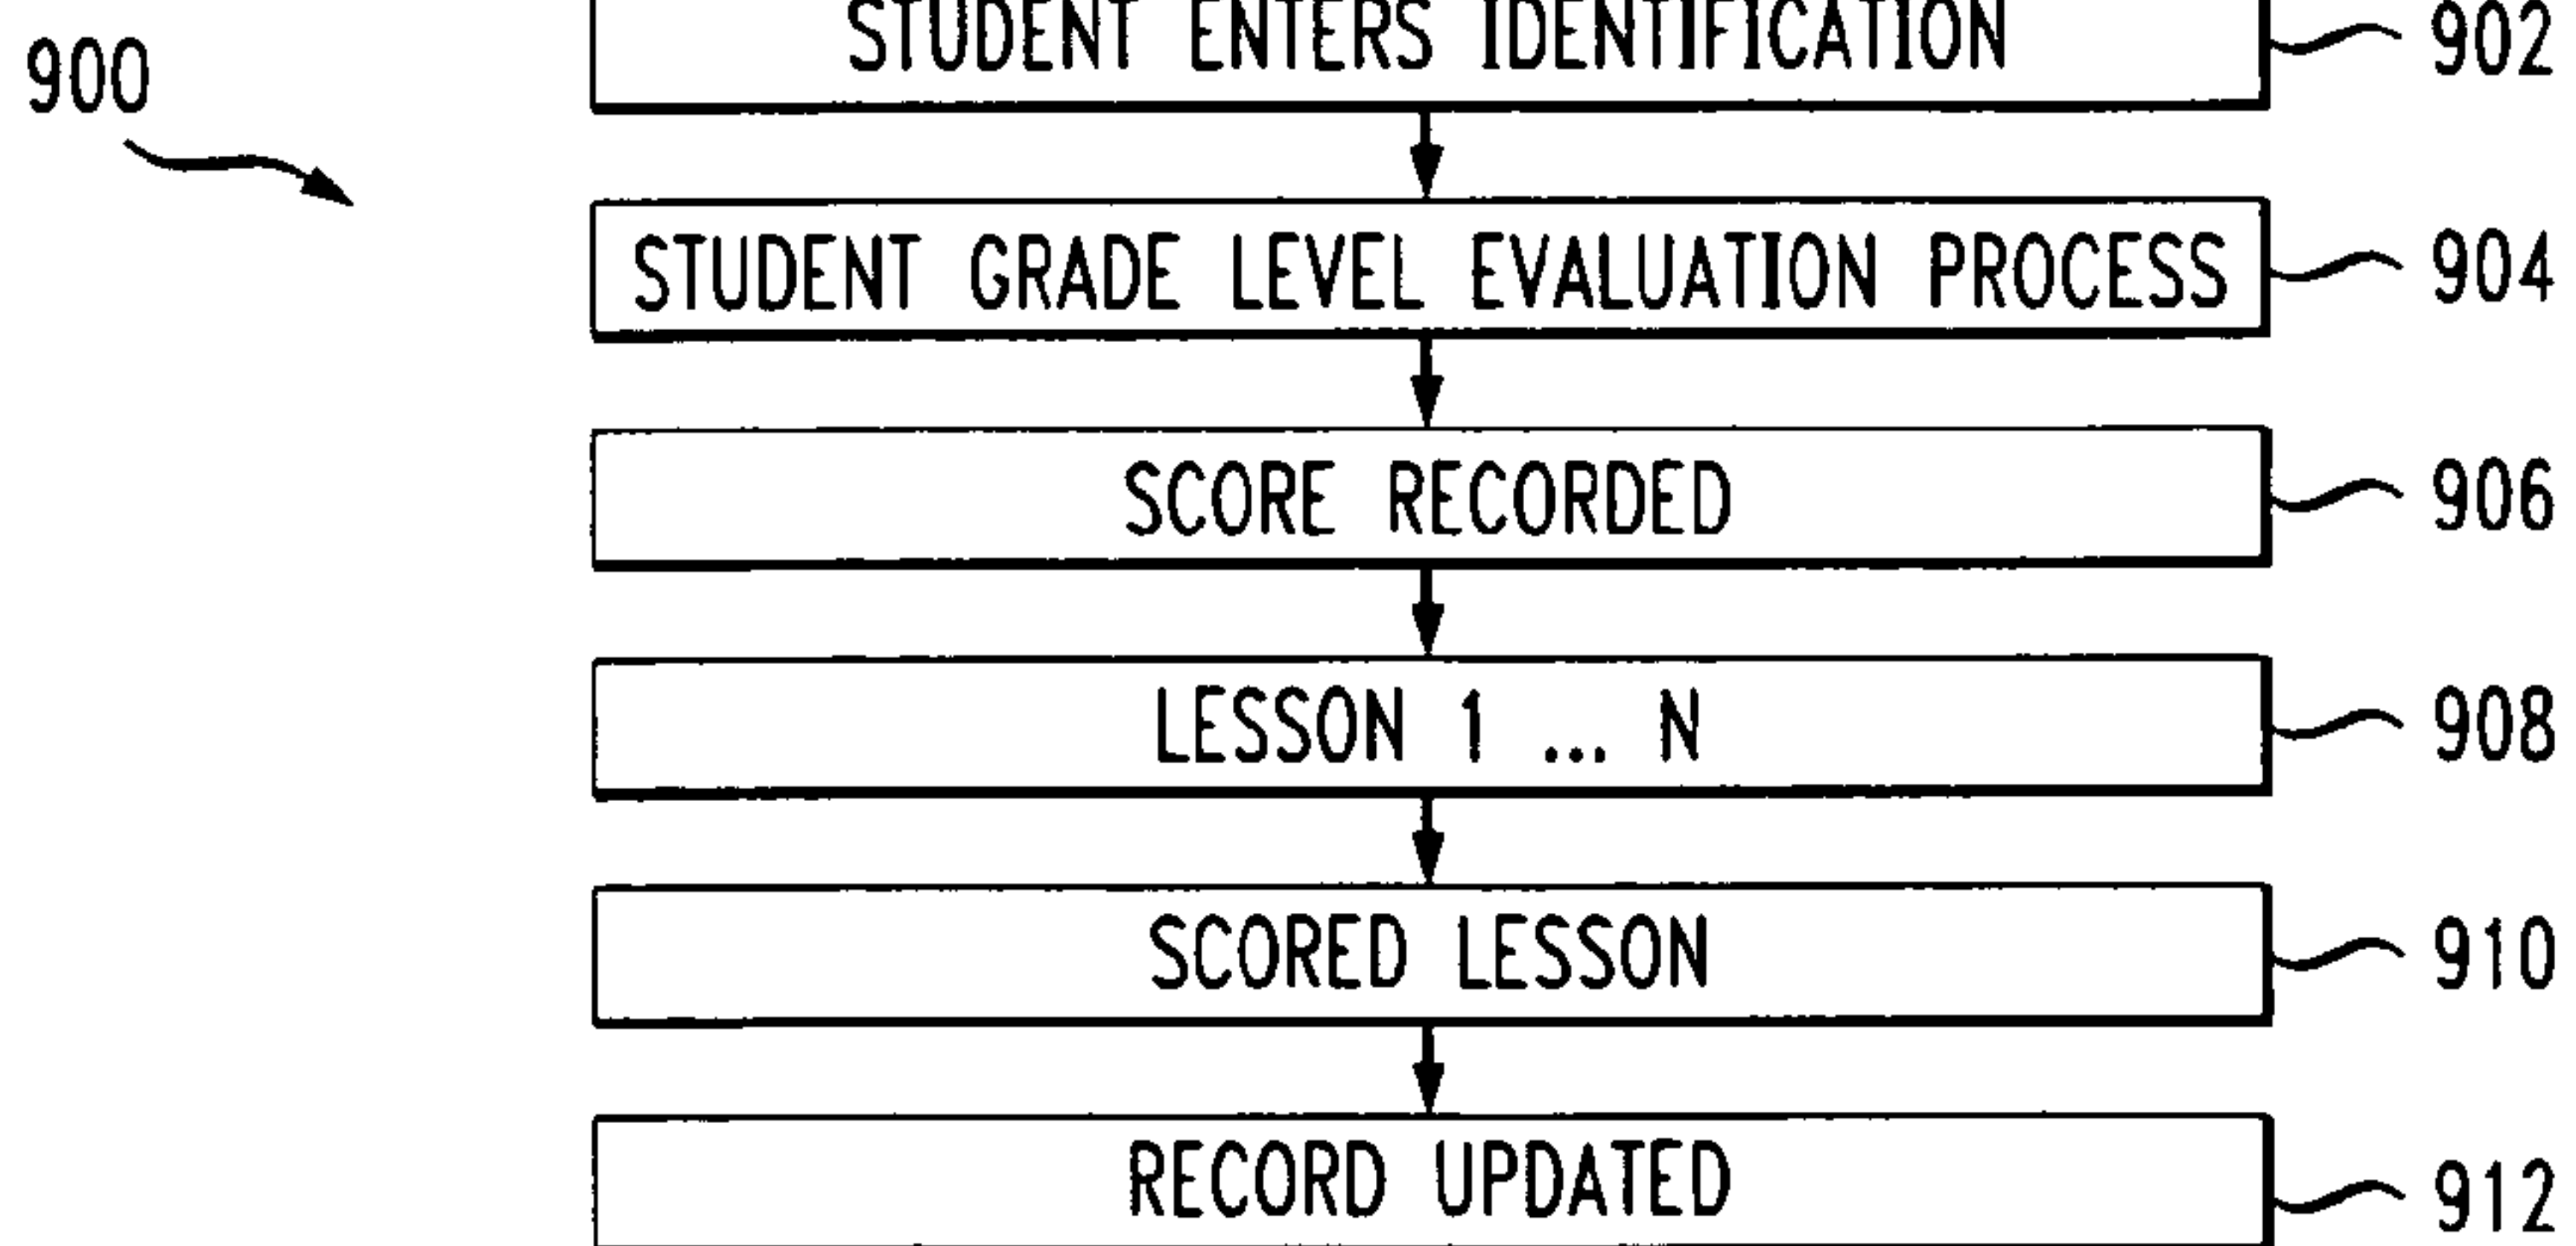 STUDENT ENTERS IDENTIFICATION 902
900
STUDENT GRADE LEVEL EVALUATION PROCESS 904
SCORE RECORDED 906
LESSON 1 ... N 908
SCORED LESSON 910
RECORD UPDATED 912